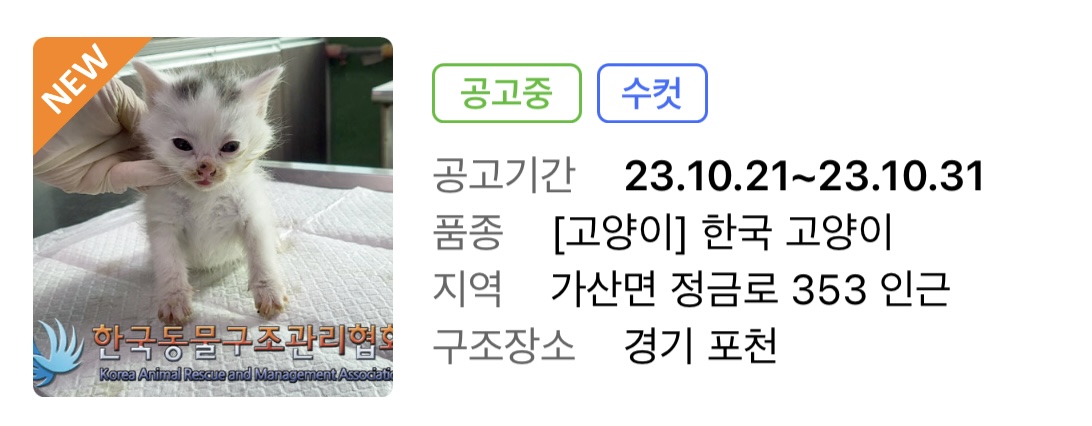 NEW
공고중 수컷
공고기간 23.10.21~23.10.31
품종 [고양이] 한국 고양이
지역 가산면 정금로 353 인근
구조장소 경기 포천
한국동물구조관리협회
Korea Animal Rescue and Management Associati